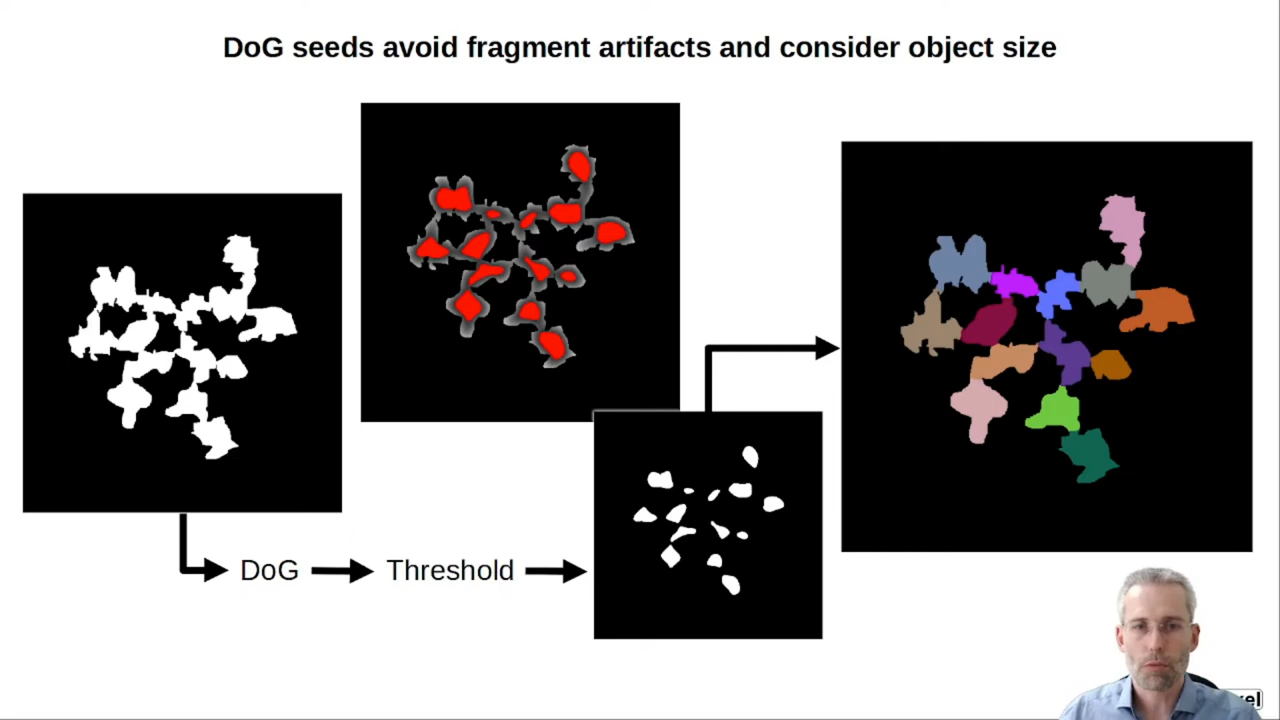 DoG seeds avoid fragment artifacts and consider object size
DoG
Threshold